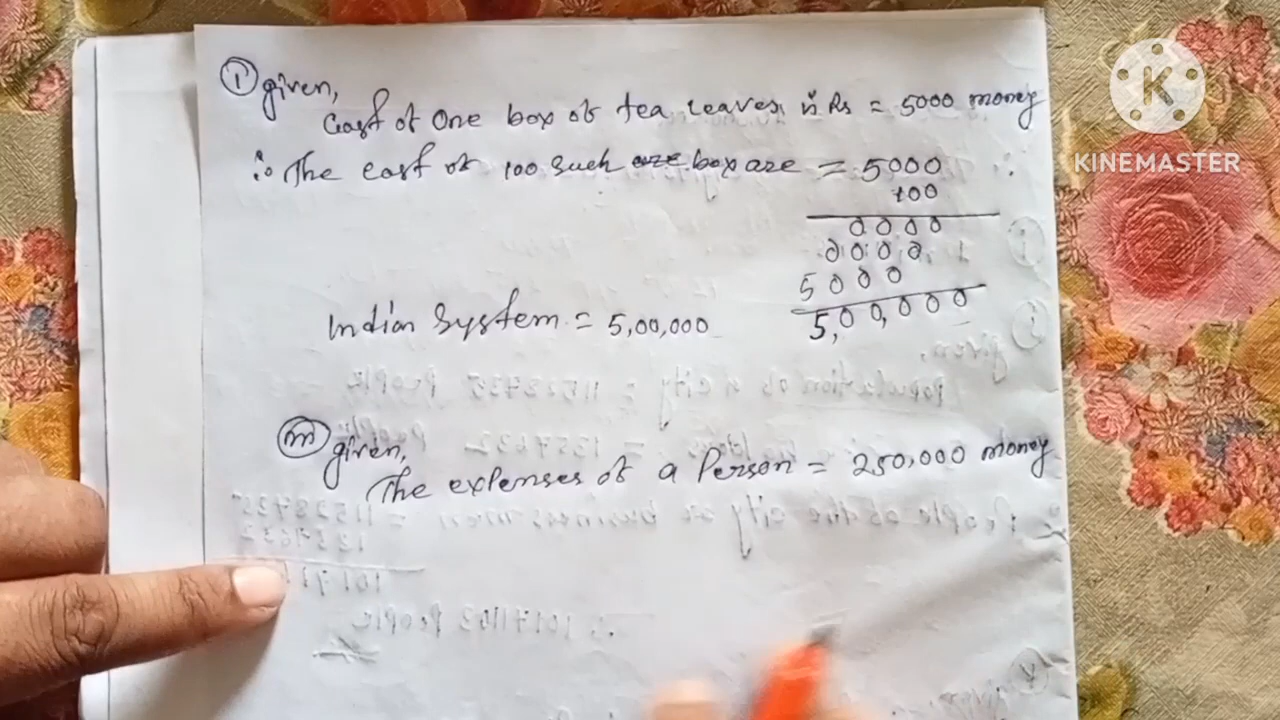 ① given,
Cost of One box of tea leaves is Rs = 5000 money
∴ The cost of 100 such box are = 5000
100
0000
0000
5000
5,00,000
Indian System = 5,00,000
(m) given,
The expenses of a Person = 250,000 money
K
KINEMASTER